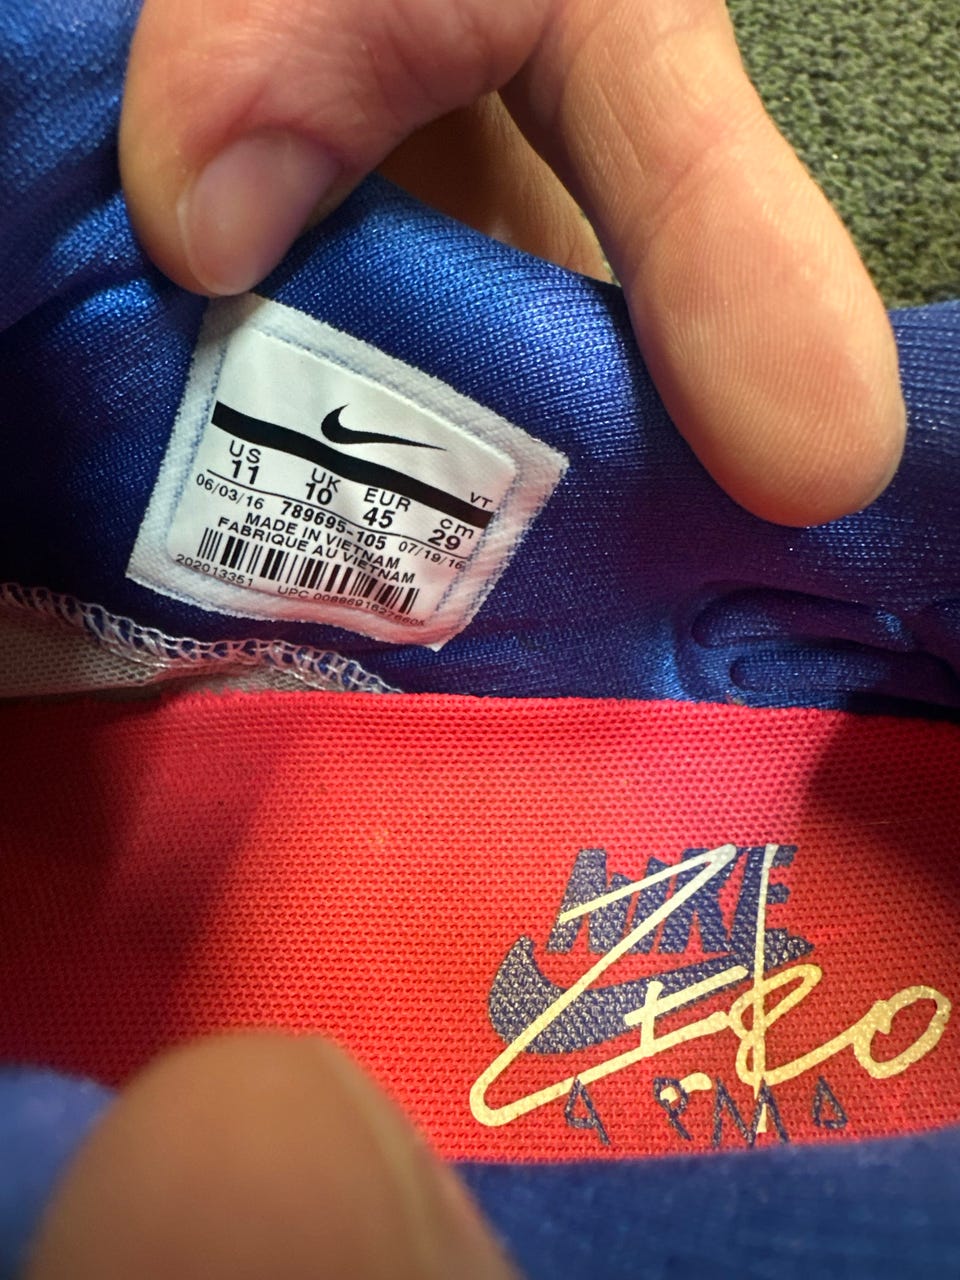 VT
US UK EUR cm
11 10 45 29
06/03/16 789695-105 07/19/16
MADE IN VIETNAM
FABRIQUE AU VIETNAM
202013351
NIKE
ZERO